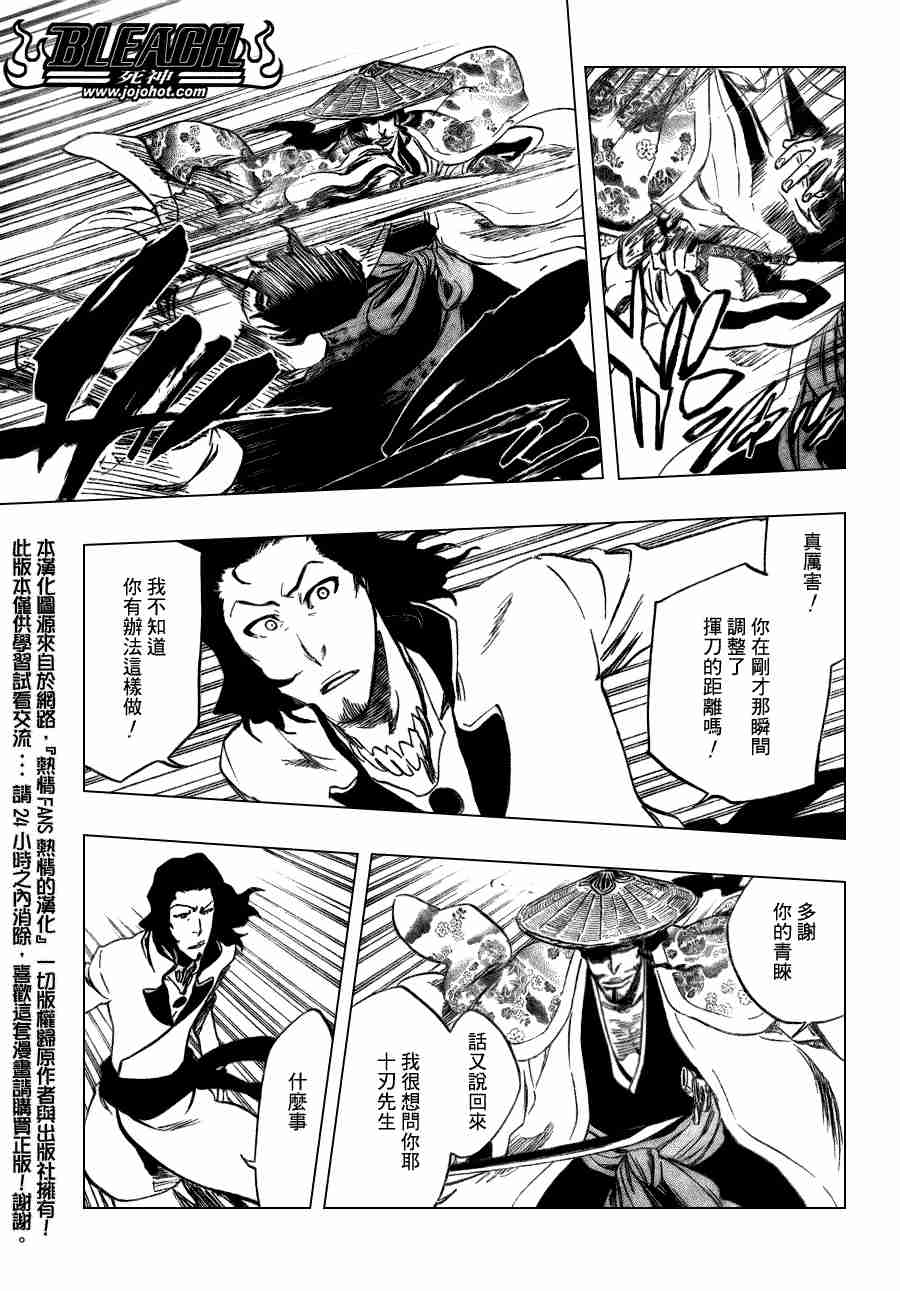 BLEACH
死神
www.jojohot.com
真厲害！
你在剛才那瞬間
調整了
揮刀的距離嗎！
我不知道
你有辦法這樣做！
多謝
你的青睞
話又說回來
我很想問你耶
十刃先生
什麼事
本漢化圖源來自於網路，『熱情FANS熱情的漢化』一切版權歸原作者與出版社擁有！
此版本僅供學習試看交流…請24小時之內消除，喜歡這套漫畫請購買正版！謝謝。